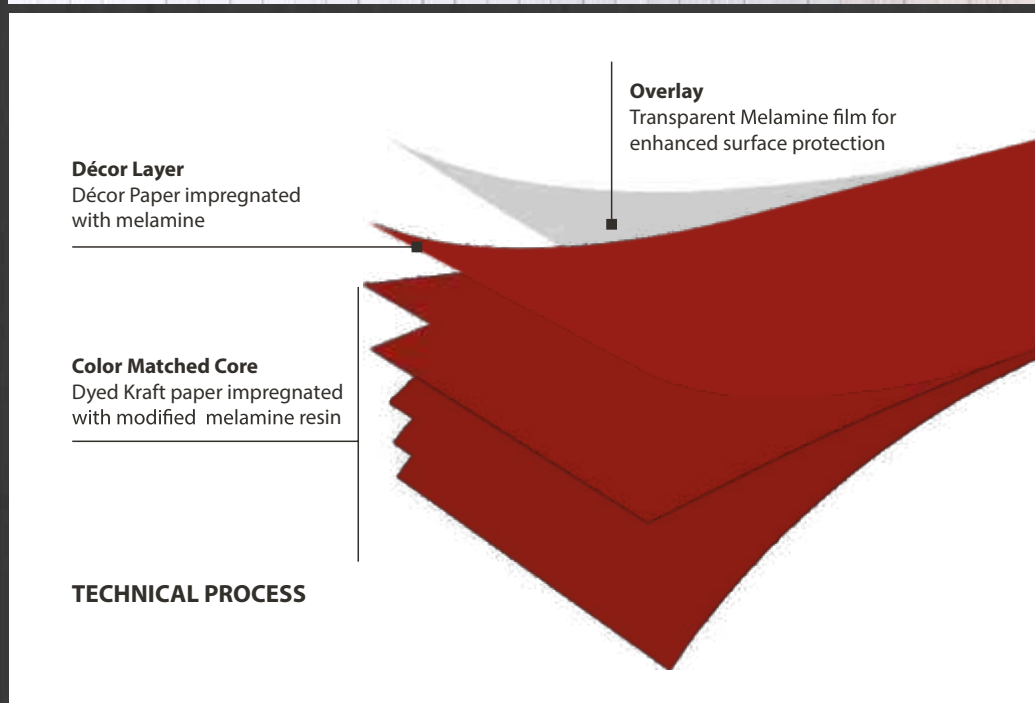 Overlay
Transparent Melamine film for
enhanced surface protection
Décor Layer
Décor Paper impregnated
with melamine
Color Matched Core
Dyed Kraft paper impregnated
with modified  melamine resin
TECHNICAL PROCESS